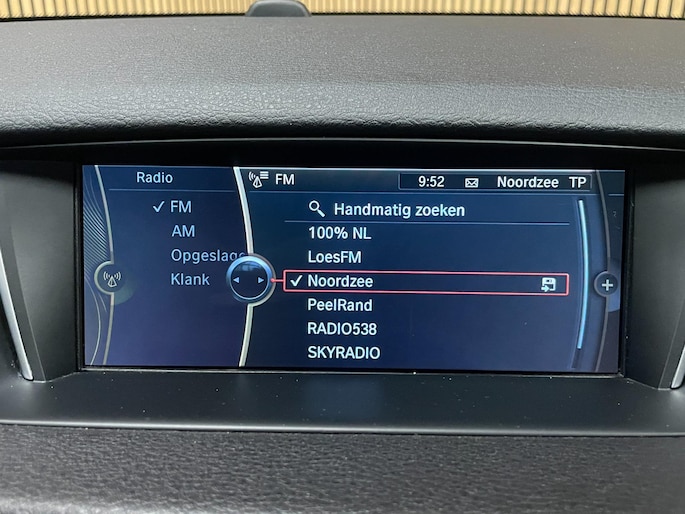 Radio
FM
9:52 Noordzee TP
FM
AM
Opgeslage
Klank
Handmatig zoeken
100% NL
LoesFM
Noordzee
PeelRand
RADIO538
SKYRADIO